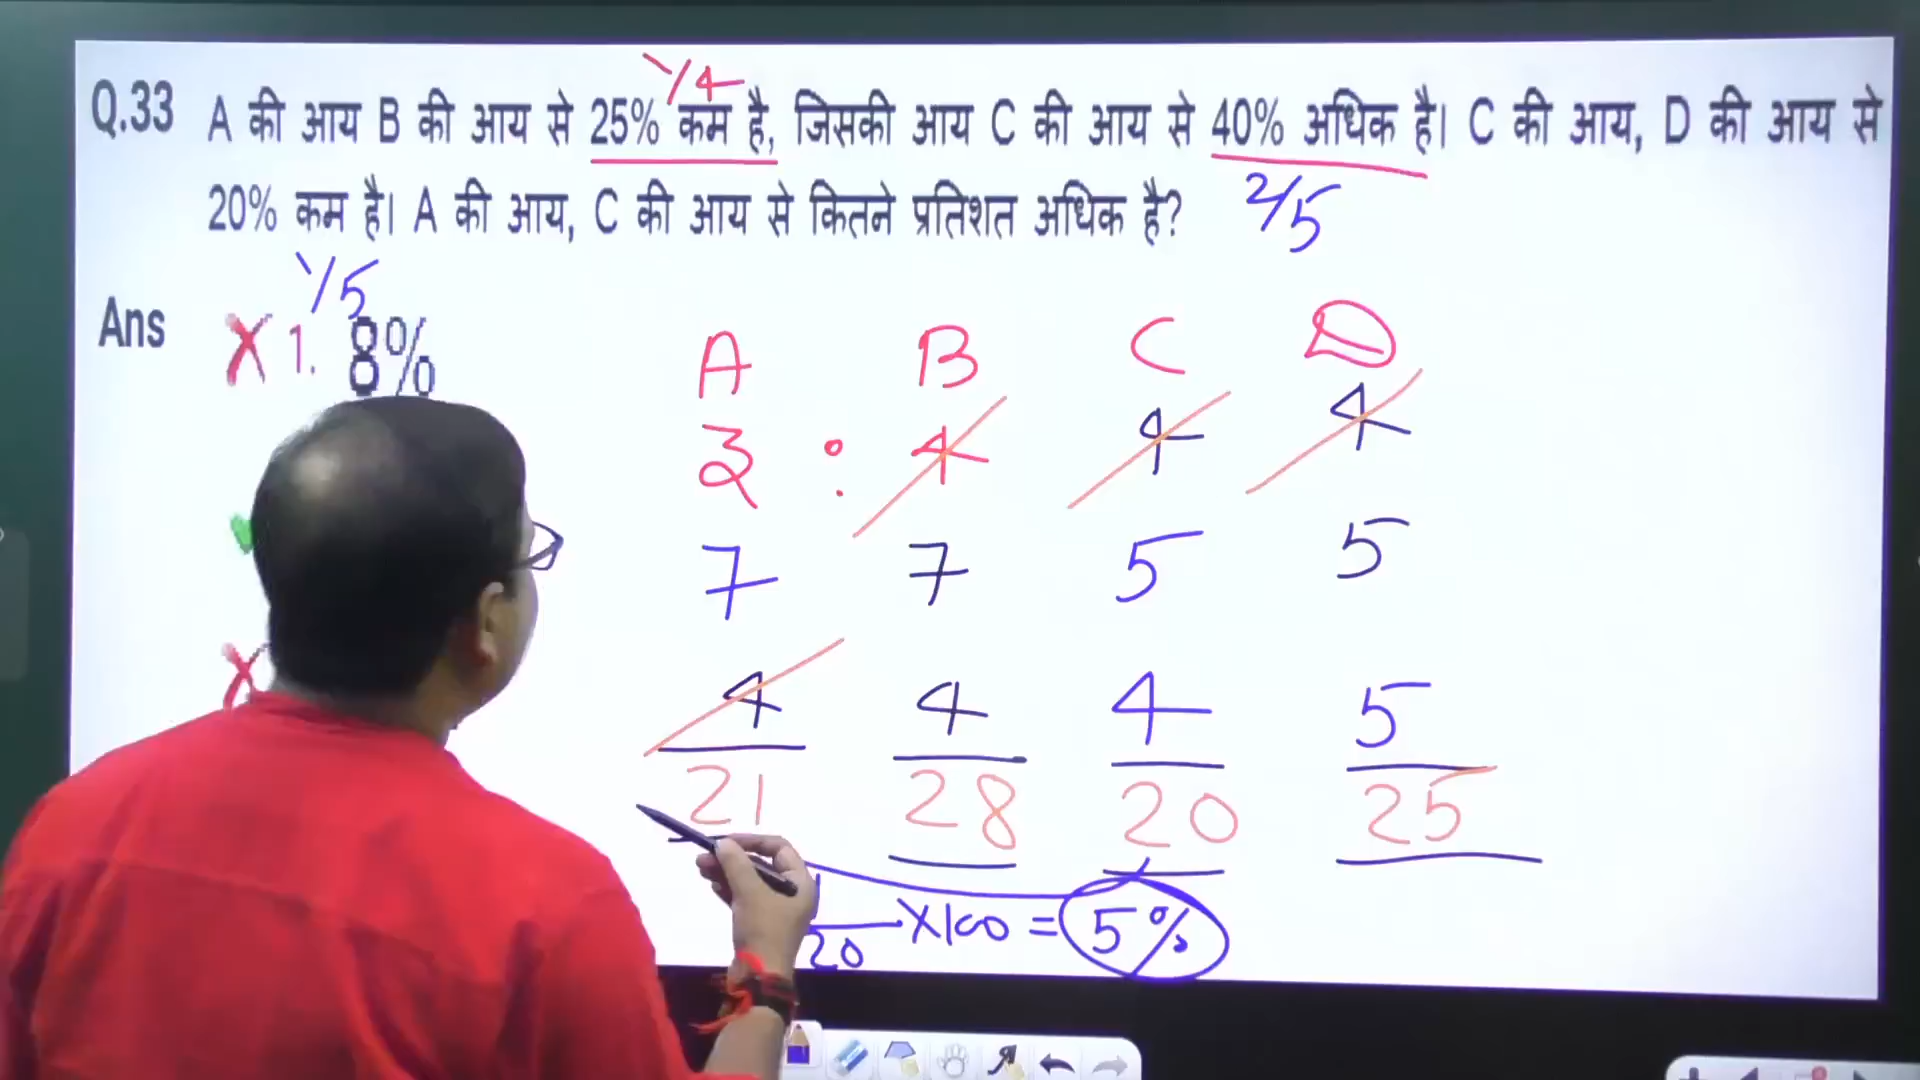 Q.33 A की आय B की आय से 25% कम है, जिसकी आय C की आय से 40% अधिक है। C की आय, D की आय से
20% कम है। A की आय, C की आय से कितने प्रतिशत अधिक है?
1/4
2/5
1/5
Ans X 1. 8%
A B C D
3 : 4 4 4
7 7 5 5
X
4 4 4 5
21 28 20 25
1/20 X100 = 5%